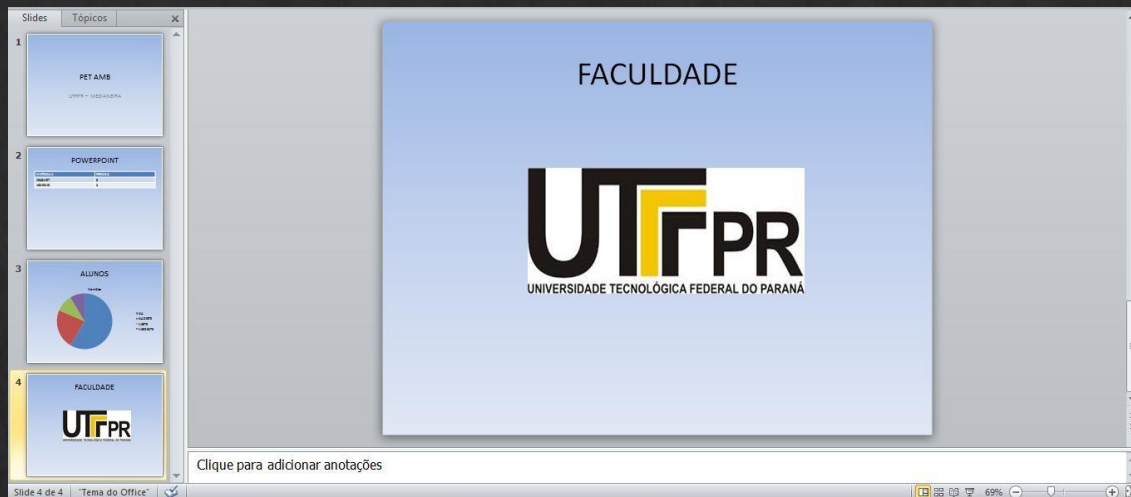 Slides Tópicos
1
PET AMB
UTFPR - MEDIANEIRA
2
POWERPOINT
3
ALUNOS
4
FACULDADE
UTFPR
UNIVERSIDADE TECNOLÓGICA FEDERAL DO PARANÁ
FACULDADE
UTFPR
UNIVERSIDADE TECNOLÓGICA FEDERAL DO PARANÁ
Clique para adicionar anotações
Slide 4 de 4 "Tema do Office" 69%